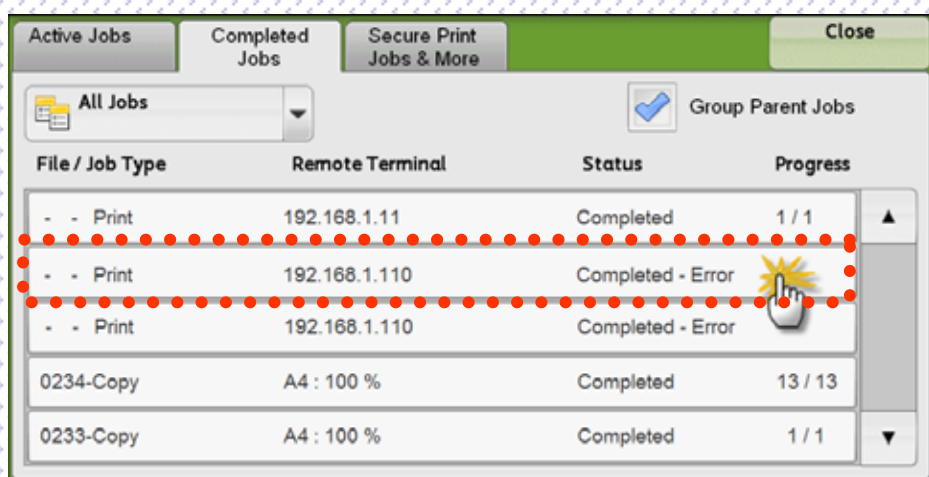 Active Jobs
Completed
Jobs
Secure Print
Jobs & More
Close
All Jobs
Group Parent Jobs
File / Job Type Remote Terminal Status Progress
- - Print 192.168.1.11 Completed 1 / 1
- - Print 192.168.1.110 Completed - Error
- - Print 192.168.1.110 Completed - Error
0234-Copy A4 : 100 % Completed 13 / 13
0233-Copy A4 : 100 % Completed 1 / 1